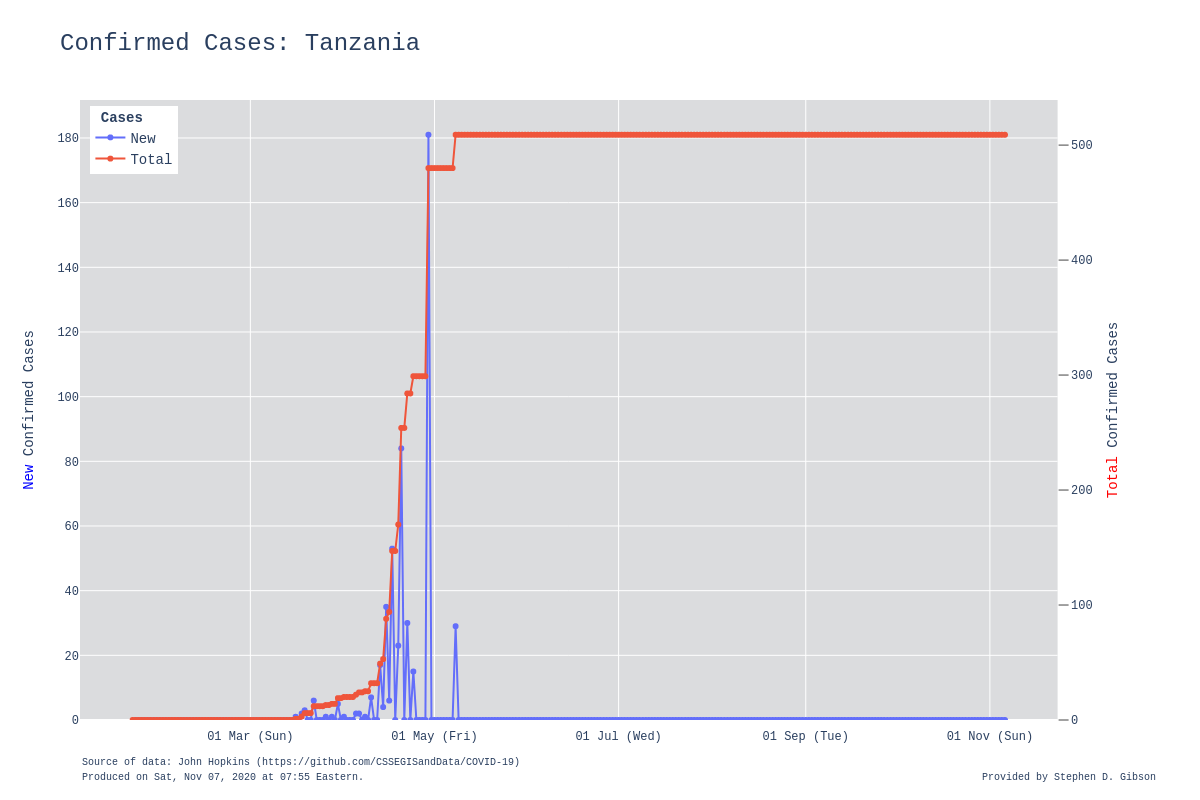 Confirmed Cases: Tanzania
Cases
New
Total
180
160
140
120
100
80
60
40
20
0
500
400
300
200
100
0
New Confirmed Cases
Total Confirmed Cases
01 Mar (Sun)
01 May (Fri)
01 Jul (Wed)
01 Sep (Tue)
01 Nov (Sun)
Source of data: John Hopkins (https://github.com/CSSEGISandData/COVID-19)
Produced on Sat, Nov 07, 2020 at 07:55 Eastern.
Provided by Stephen D. Gibson